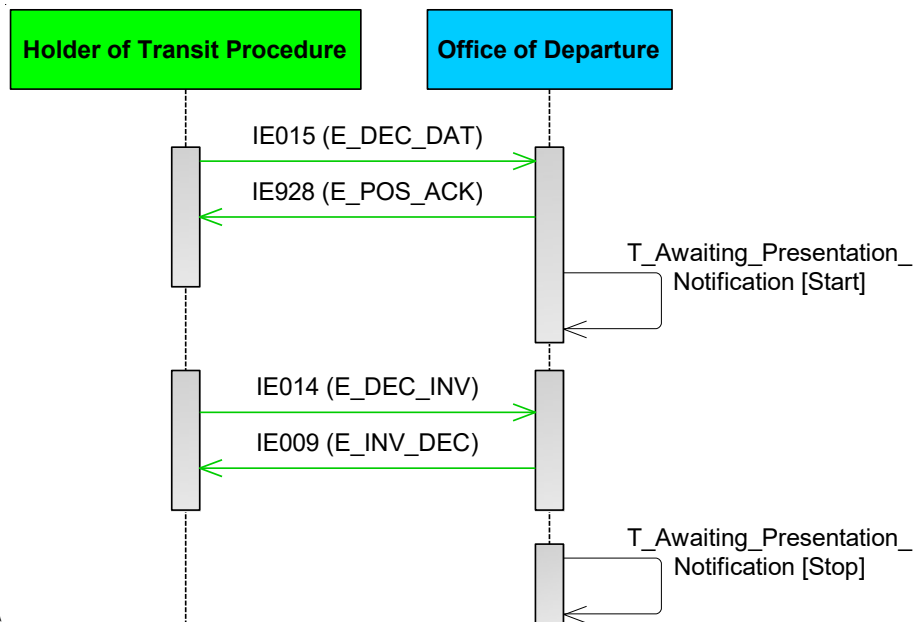 Holder of Transit Procedure
Office of Departure
IE015 (E_DEC_DAT)
IE928 (E_POS_ACK)
T_Awaiting_Presentation_
Notification [Start]
IE014 (E_DEC_INV)
IE009 (E_INV_DEC)
T_Awaiting_Presentation_
Notification [Stop]